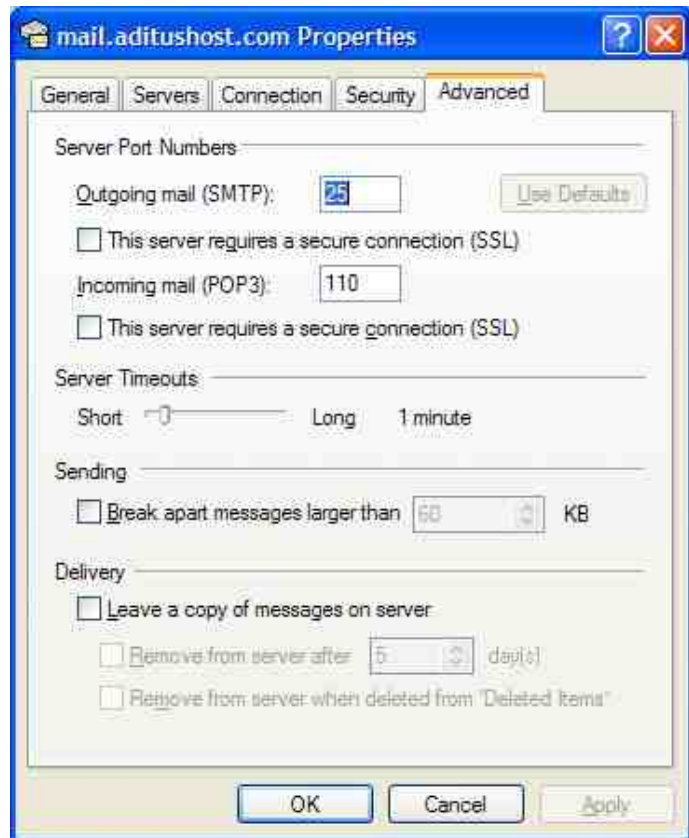 mail.aditushost.com Properties
General Servers Connection Security Advanced
Server Port Numbers
Outgoing mail (SMTP): 25 Use Defaults
This server requires a secure connection (SSL)
Incoming mail (POP3): 110
This server requires a secure connection (SSL)
Server Timeouts
Short Long 1 minute
Sending
Break apart messages larger than 60 KB
Delivery
Leave a copy of messages on server
Remove from server after 5 day(s)
Remove from server when deleted from 'Deleted Items'
OK Cancel Apply